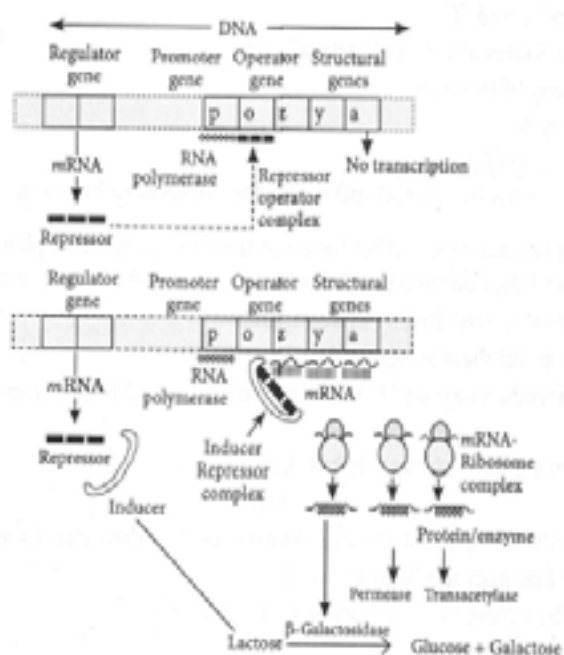 DNA
Regulator gene
Promoter gene
Operator gene
Structural genes
p o z y a
mRNA
RNA polymerase
Repressor operator complex
No transcription
Repressor
Regulator gene
Promoter gene
Operator gene
Structural genes
p o z y a
mRNA
RNA polymerase
mRNA
Repressor
Inducer Repressor complex
mRNA-Ribosome complex
Inducer
Protein/enzyme
Permease
Transacetylase
Lactose
β-Galactosidase
Glucose + Galactose